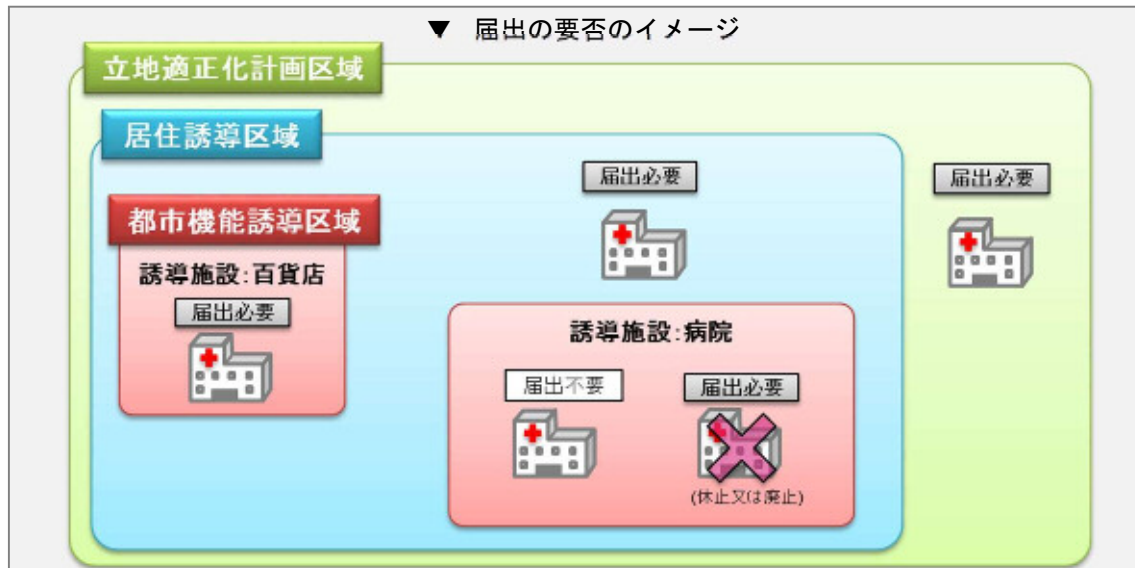 ▼ 届出の要否のイメージ
立地適正化計画区域
居住誘導区域
届出必要
届出必要
都市機能誘導区域
誘導施設:百貨店
届出必要
誘導施設:病院
届出不要
届出必要
(休止又は廃止)